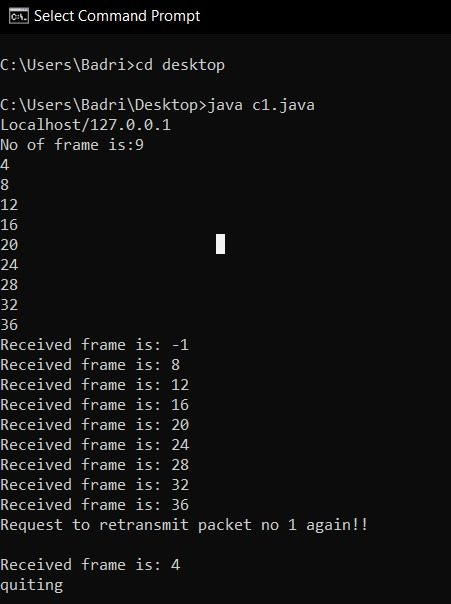 Select Command Prompt
C:\Users\Badri>cd desktop
C:\Users\Badri\Desktop>java c1.java
Localhost/127.0.0.1
No of frame is:9
4
8
12
16
20
24
28
32
36
Received frame is: -1
Received frame is: 8
Received frame is: 12
Received frame is: 16
Received frame is: 20
Received frame is: 24
Received frame is: 28
Received frame is: 32
Received frame is: 36
Request to retransmit packet no 1 again!!
Received frame is: 4
quiting